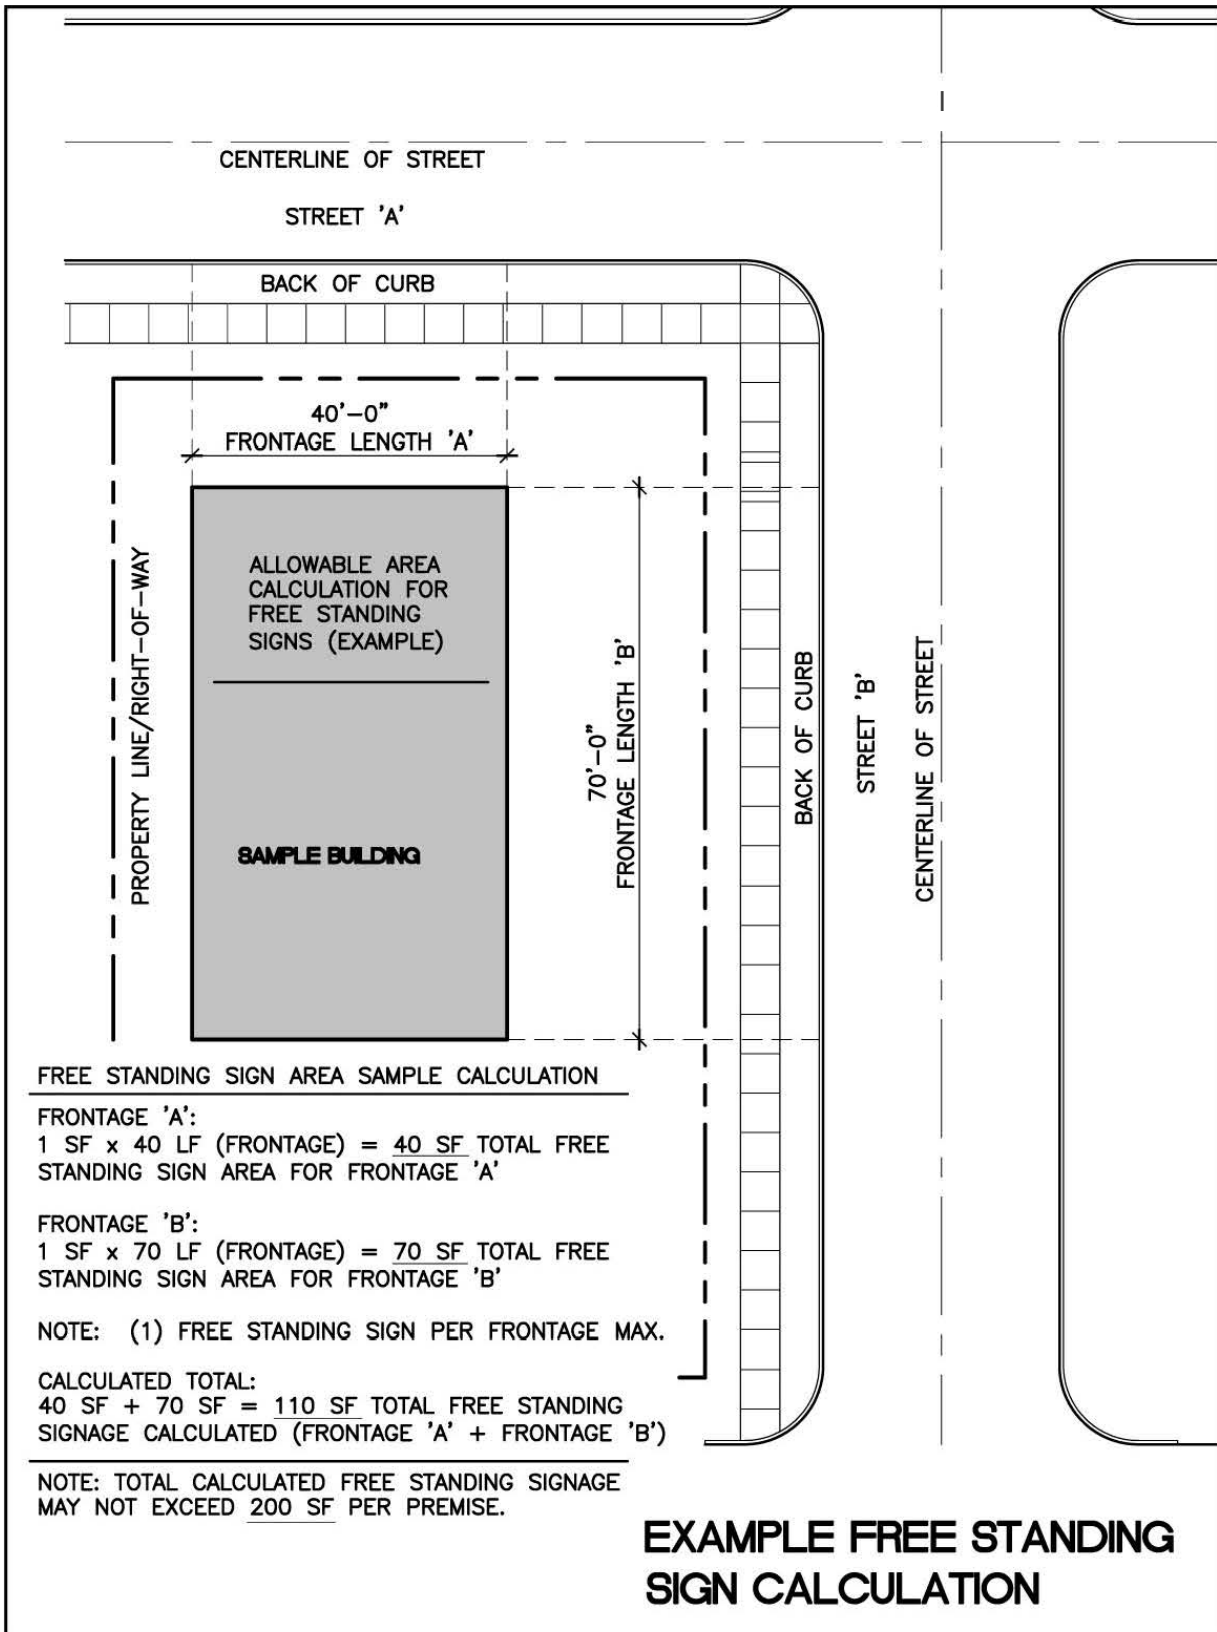 CENTERLINE OF STREET
STREET 'A'
BACK OF CURB
40'-0"
FRONTAGE LENGTH 'A'
PROPERTY LINE/RIGHT-OF-WAY
ALLOWABLE AREA
CALCULATION FOR
FREE STANDING
SIGNS (EXAMPLE)
SAMPLE BUILDING
70'-0"
FRONTAGE LENGTH 'B'
BACK OF CURB
STREET 'B'
CENTERLINE OF STREET
FREE STANDING SIGN AREA SAMPLE CALCULATION
FRONTAGE 'A':
1 SF x 40 LF (FRONTAGE) = 40 SF TOTAL FREE
STANDING SIGN AREA FOR FRONTAGE 'A'
FRONTAGE 'B':
1 SF x 70 LF (FRONTAGE) = 70 SF TOTAL FREE
STANDING SIGN AREA FOR FRONTAGE 'B'
NOTE: (1) FREE STANDING SIGN PER FRONTAGE MAX.
CALCULATED TOTAL:
40 SF + 70 SF = 110 SF TOTAL FREE STANDING
SIGNAGE CALCULATED (FRONTAGE 'A' + FRONTAGE 'B')
NOTE: TOTAL CALCULATED FREE STANDING SIGNAGE
MAY NOT EXCEED 200 SF PER PREMISE.
EXAMPLE FREE STANDING
SIGN CALCULATION